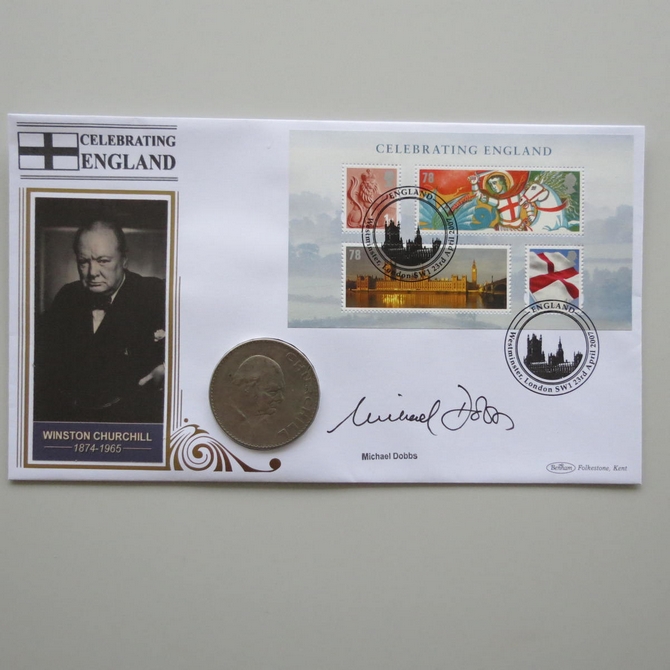 CELEBRATING
ENGLAND
WINSTON CHURCHILL
1874-1965
CHURCHILL
CELEBRATING ENGLAND
1st
78
78
ENGLAND
Westminster, London SW1 23rd April 2007
ENGLAND
Westminster, London SW1 23rd April 2007
Michael Dobbs
Michael Dobbs
Benham Folkestone, Kent